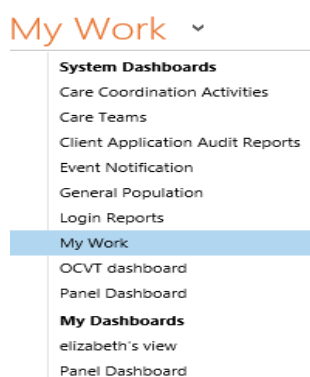 My Work
System Dashboards
Care Coordination Activities
Care Teams
Client Application Audit Reports
Event Notification
General Population
Login Reports
My Work
OCVT dashboard
Panel Dashboard
My Dashboards
elizabeth's view
Panel Dashboard